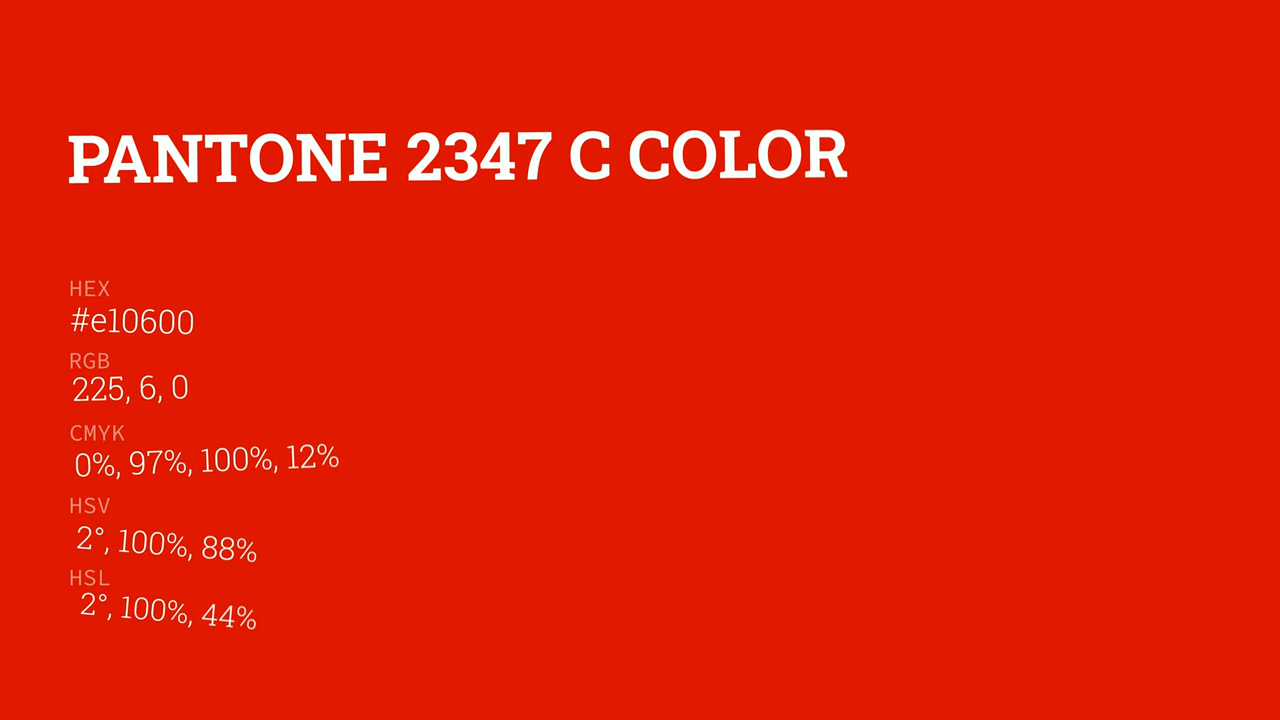 PANTONE 2347 C COLOR
HEX
#e10600
RGB
225, 6, 0
CMYK
0%, 97%, 100%, 12%
HSV
2°, 100%, 88%
HSL
2°, 100%, 44%